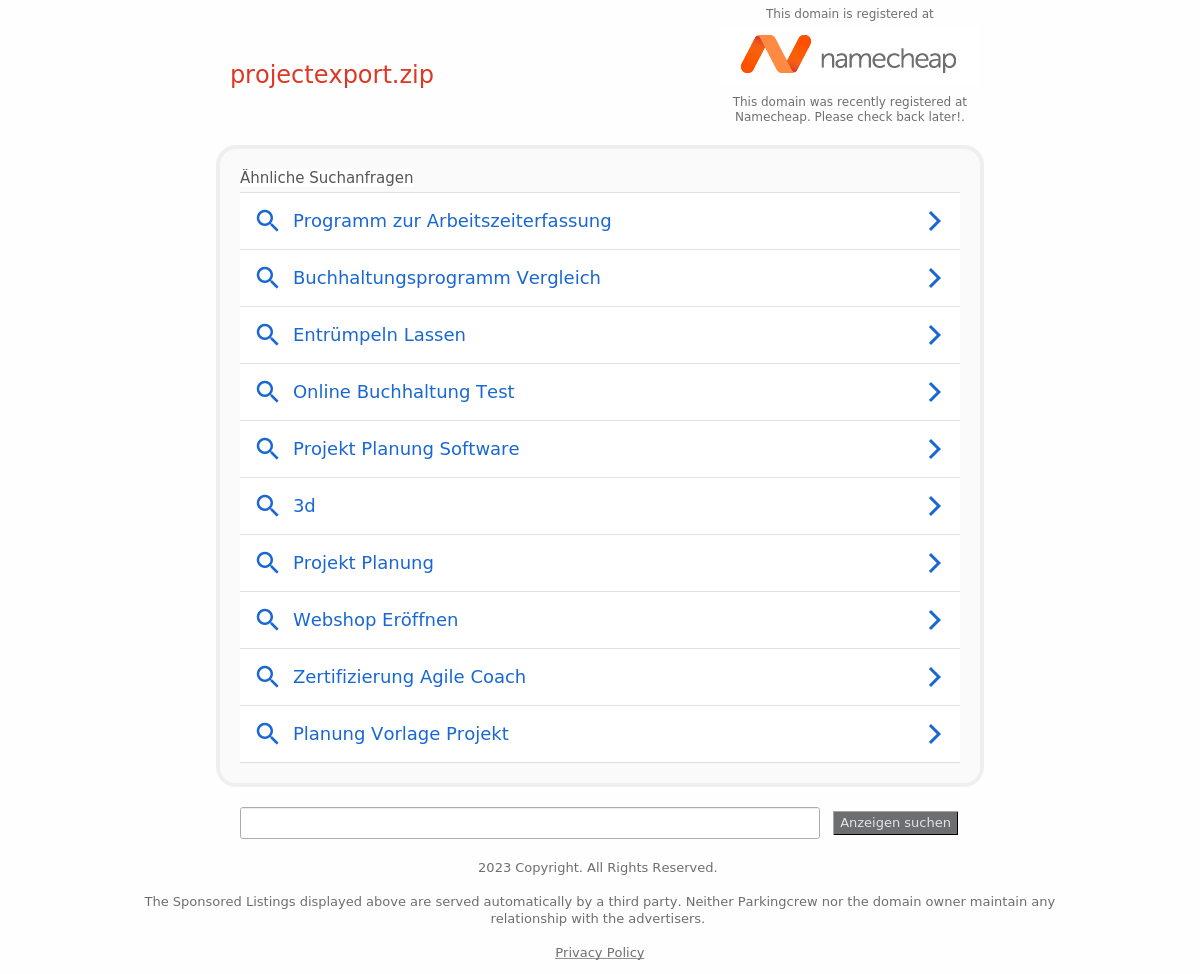 This domain is registered at
namecheap
projectexport.zip
This domain was recently registered at
Namecheap. Please check back later!.
Ähnliche Suchanfragen
Programm zur Arbeitszeiterfassung
Buchhaltungsprogramm Vergleich
Entrümpeln Lassen
Online Buchhaltung Test
Projekt Planung Software
3d
Projekt Planung
Webshop Eröffnen
Zertifizierung Agile Coach
Planung Vorlage Projekt
Anzeigen suchen
2023 Copyright. All Rights Reserved.
The Sponsored Listings displayed above are served automatically by a third party. Neither Parkingcrew nor the domain owner maintain any
relationship with the advertisers.
Privacy Policy